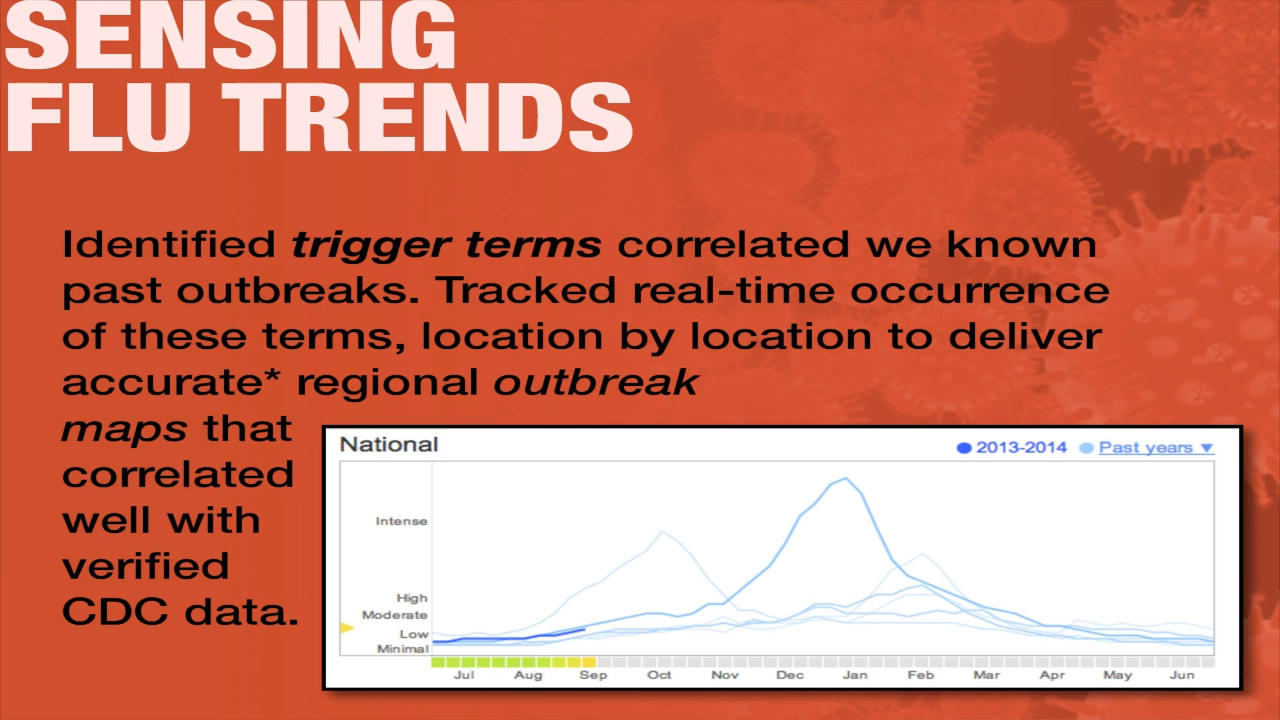 SENSING
FLU TRENDS
Identified trigger terms correlated we known
past outbreaks. Tracked real-time occurrence
of these terms, location by location to deliver
accurate* regional outbreak
maps that
correlated
well with
verified
CDC data.
National
2013-2014 Past years ▼
Intense
High
Moderate
Low
Minimal
Jul Aug Sep Oct Nov Dec Jan Feb Mar Apr May Jun